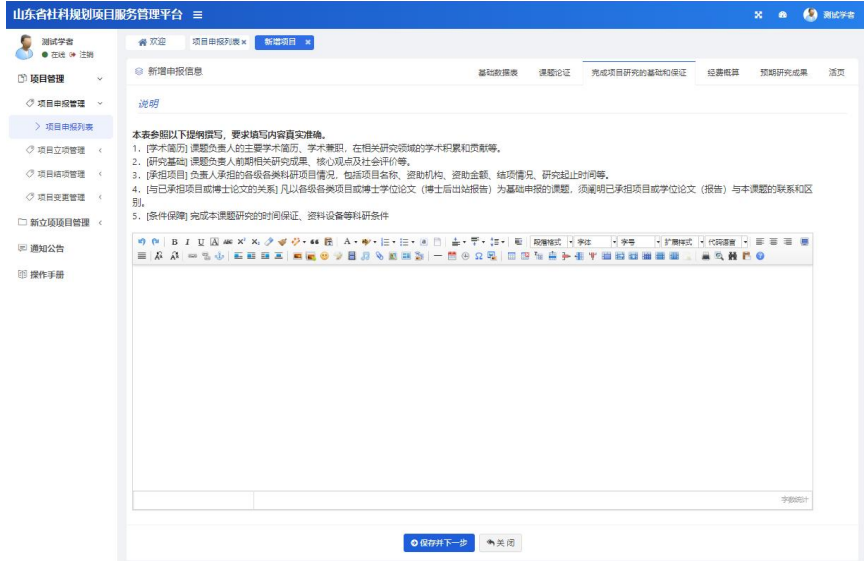 山东省社科规划项目服务管理平台
测试学者
测试学者
在线 注销
欢迎 项目申报列表 × 新增项目 ×
项目管理
项目申报管理
项目申报列表
项目立项管理
项目结项管理
项目变更管理
新立项项目管理
通知公告
操作手册
新增申报信息
基础数据表 课题论证 完成项目研究的基础和保证 经费概算 预期研究成果 活页
说明
本表参照以下提纲撰写，要求填写内容真实准确。
1. [学术简历] 课题负责人的主要学术简历、学术兼职，在相关研究领域的学术积累和贡献等。
2. [研究基础] 课题负责人前期相关研究成果、核心观点及社会评价等。
3. [承担项目] 负责人承担的各级各类科研项目情况，包括项目名称、资助机构、资助金额、结项情况、研究起止时间等。
4. [与已承担项目或博士论文的关系] 凡以各级各类项目或博士学位论文（博士后出站报告）为基础申报的课题，须阐明已承担项目或学位论文（报告）与本课题的联系和区
别。
5. [条件保障] 完成本课题研究的时间保证、资料设备等科研条件
段落格式 字体 字号 扩展样式 代码语言
字数统计
保存并下一步 关闭